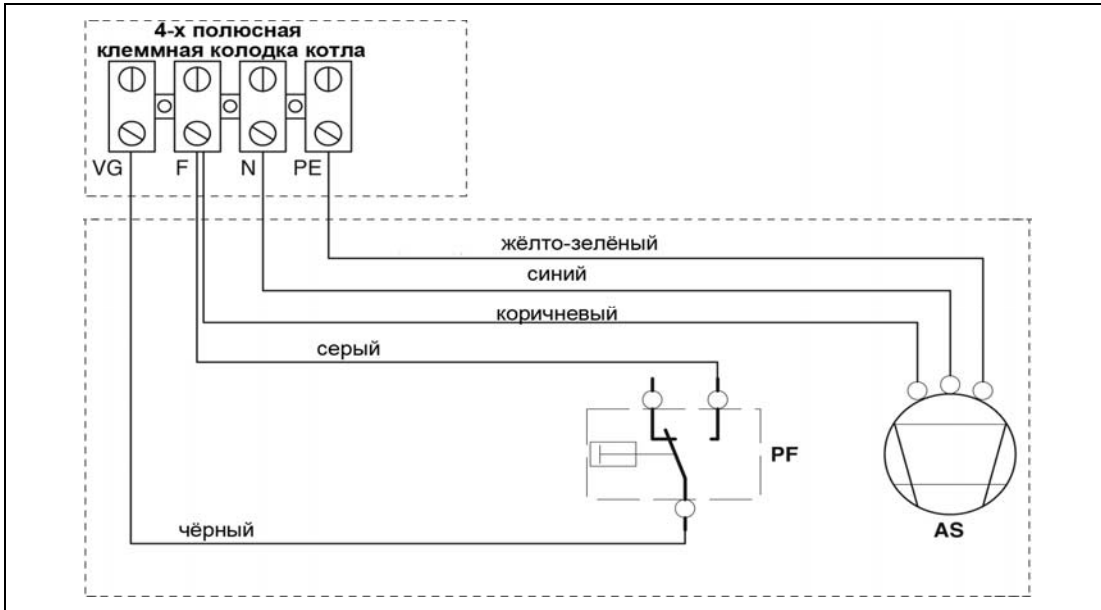 4-х полюсная
клеммная колодка котла
VG F N PE
жёлто-зелёный
синий
коричневый
серый
PF
чёрный
AS